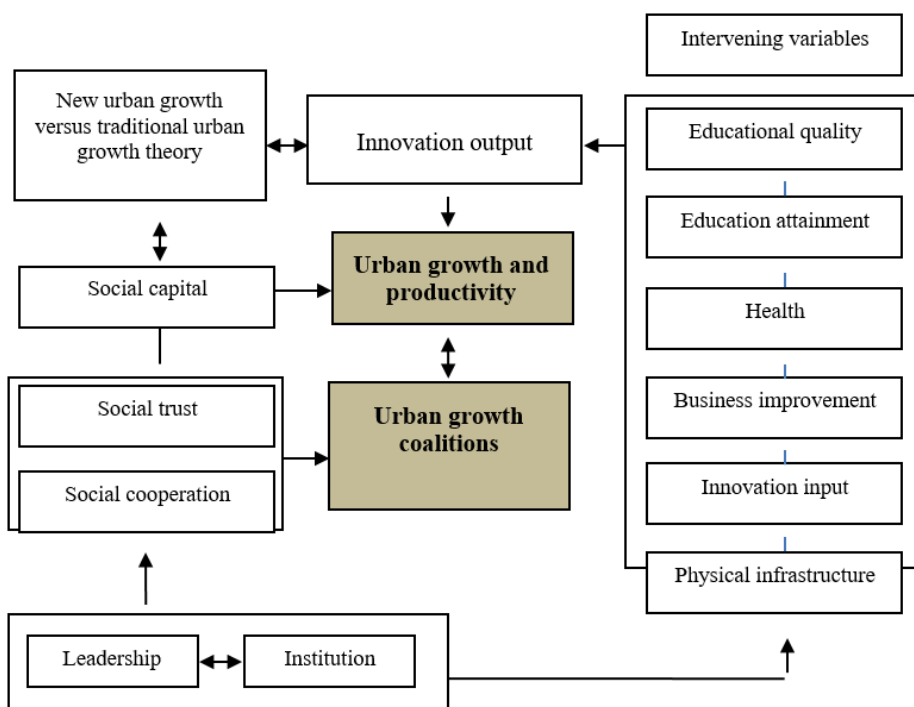 Intervening variables
New urban growth
versus traditional urban
growth theory
Innovation output
Educational quality
Education attainment
Urban growth and
productivity
Social capital
Health
Social trust
Urban growth
coalitions
Business improvement
Social cooperation
Innovation input
Physical infrastructure
Leadership
Institution